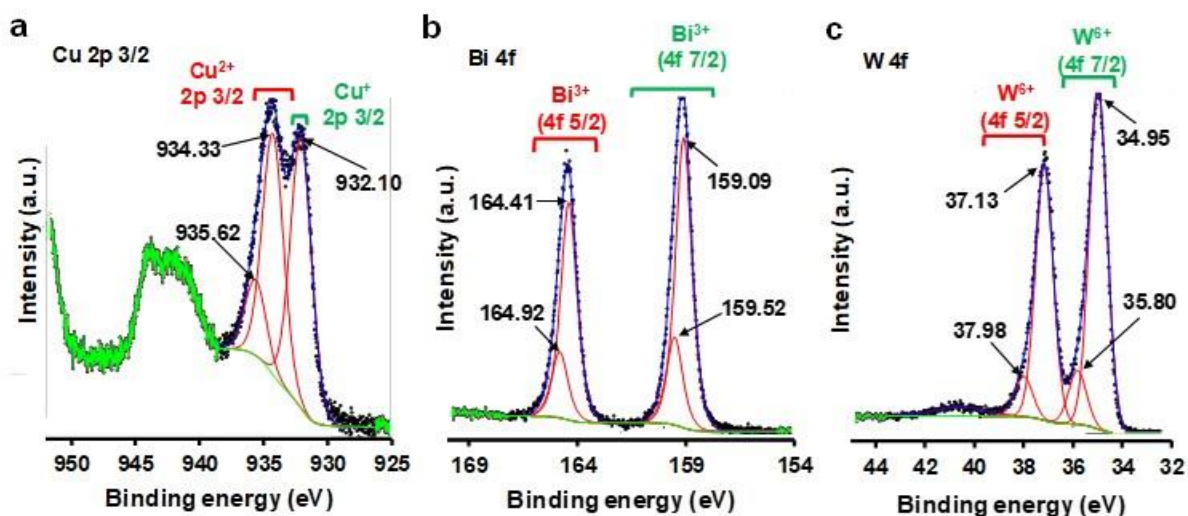 a
Cu 2p 3/2
Cu²⁺
2p 3/2
Cu⁺
2p 3/2
934.33
932.10
935.62
Intensity (a.u.)
950 945 940 935 930 925
Binding energy (eV)
b
Bi 4f
Bi³⁺
(4f 5/2)
Bi³⁺
(4f 7/2)
164.41
159.09
164.92
159.52
Intensity (a.u.)
169 164 159 154
Binding energy (eV)
c
W 4f
W⁶⁺
(4f 5/2)
W⁶⁺
(4f 7/2)
34.95
37.13
37.98
35.80
Intensity (a.u.)
44 42 40 38 36 34 32
Binding energy (eV)